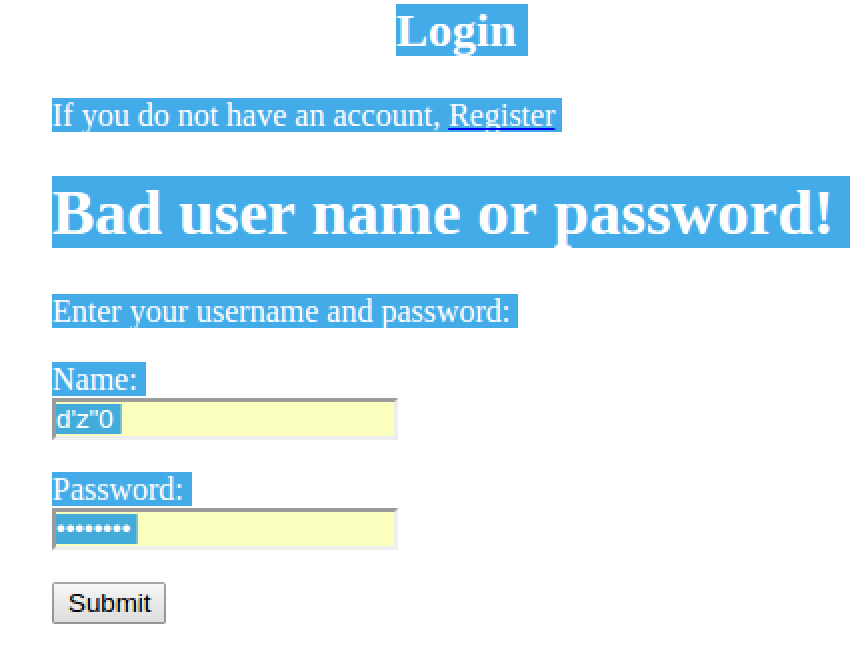 Login
If you do not have an account, Register
Bad user name or password!
Enter your username and password:
Name:
d'z"0
Password:
••••••••
Submit